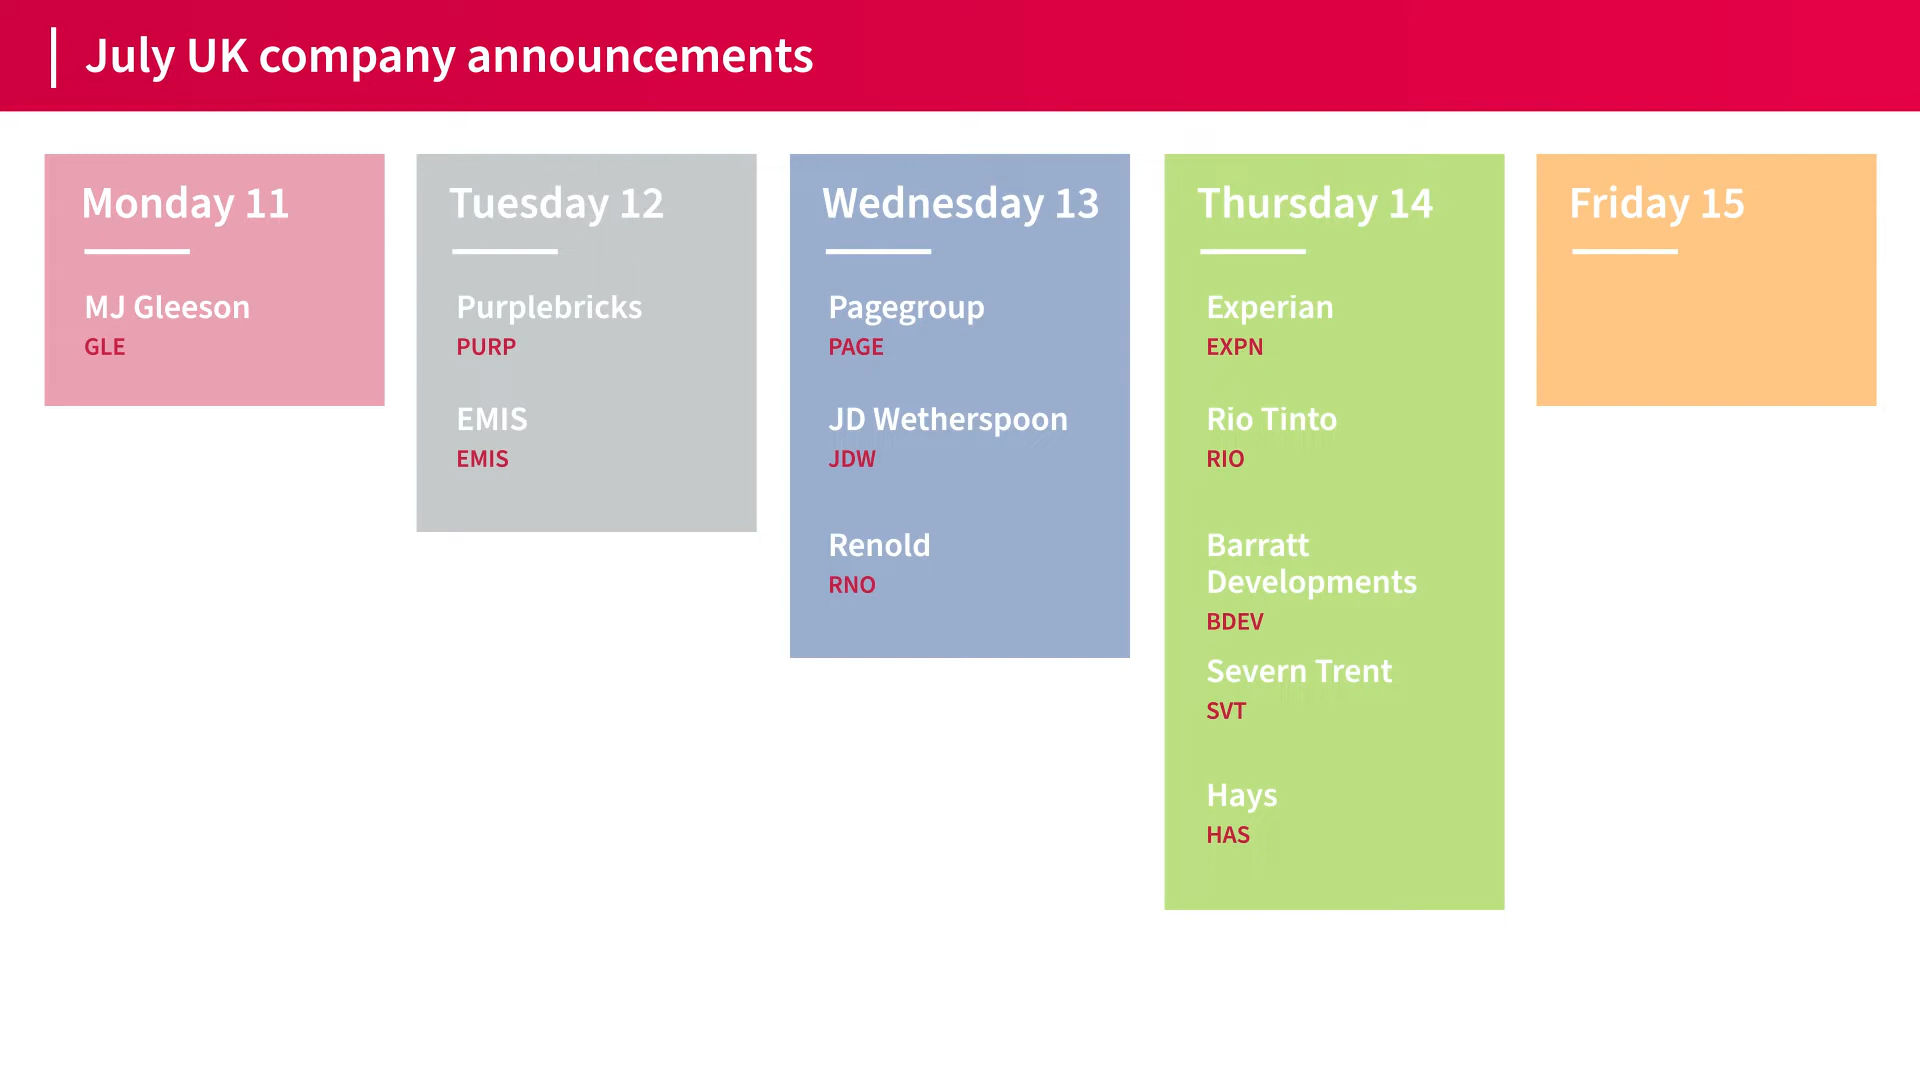 July UK company announcements
Monday 11
MJ Gleeson
GLE
Tuesday 12
Purplebricks
PURP
EMIS
EMIS
Wednesday 13
Pagegroup
PAGE
JD Wetherspoon
JDW
Renold
RNO
Thursday 14
Experian
EXPN
Rio Tinto
RIO
Barratt
Developments
BDEV
Severn Trent
SVT
Hays
HAS
Friday 15